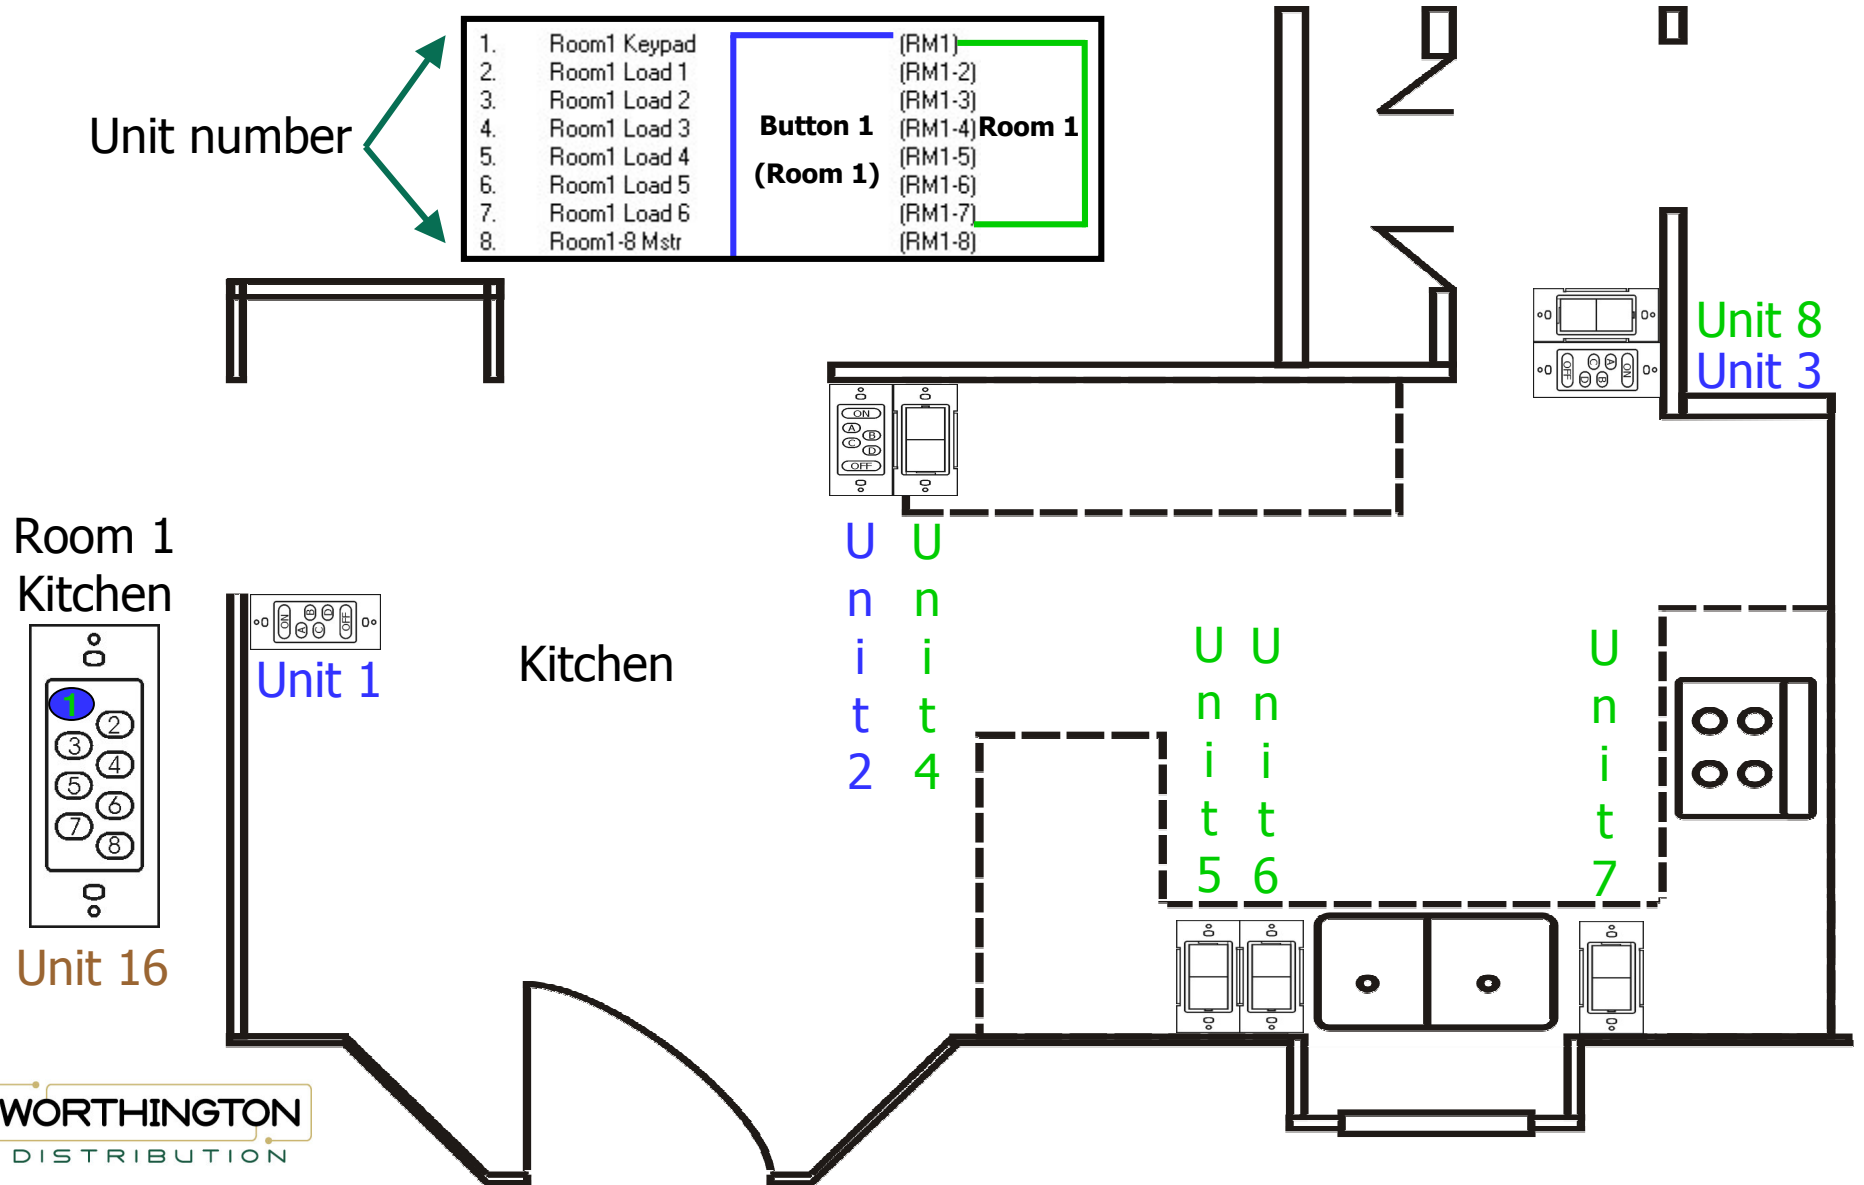 1. Room1 Keypad (RM1)
2. Room1 Load 1 (RM1-2)
3. Room1 Load 2 (RM1-3)
4. Room1 Load 3 (RM1-4)
5. Room1 Load 4 (RM1-5)
6. Room1 Load 5 (RM1-6)
7. Room1 Load 6 (RM1-7)
8. Room1-8 Mstr (RM1-8)
Button 1
(Room 1)
Room 1
Unit number
Unit 8
Unit 3
ON
A
B
C
D
OFF
ON
A
B
C
D
OFF
Unit 2
Unit 4
Room 1
Kitchen
1
2
3
4
5
6
7
8
Unit 16
ON
A
B
C
D
OFF
Unit 1
Kitchen
Unit 5
Unit 6
Unit 7
WORTHINGTON
DISTRIBUTION